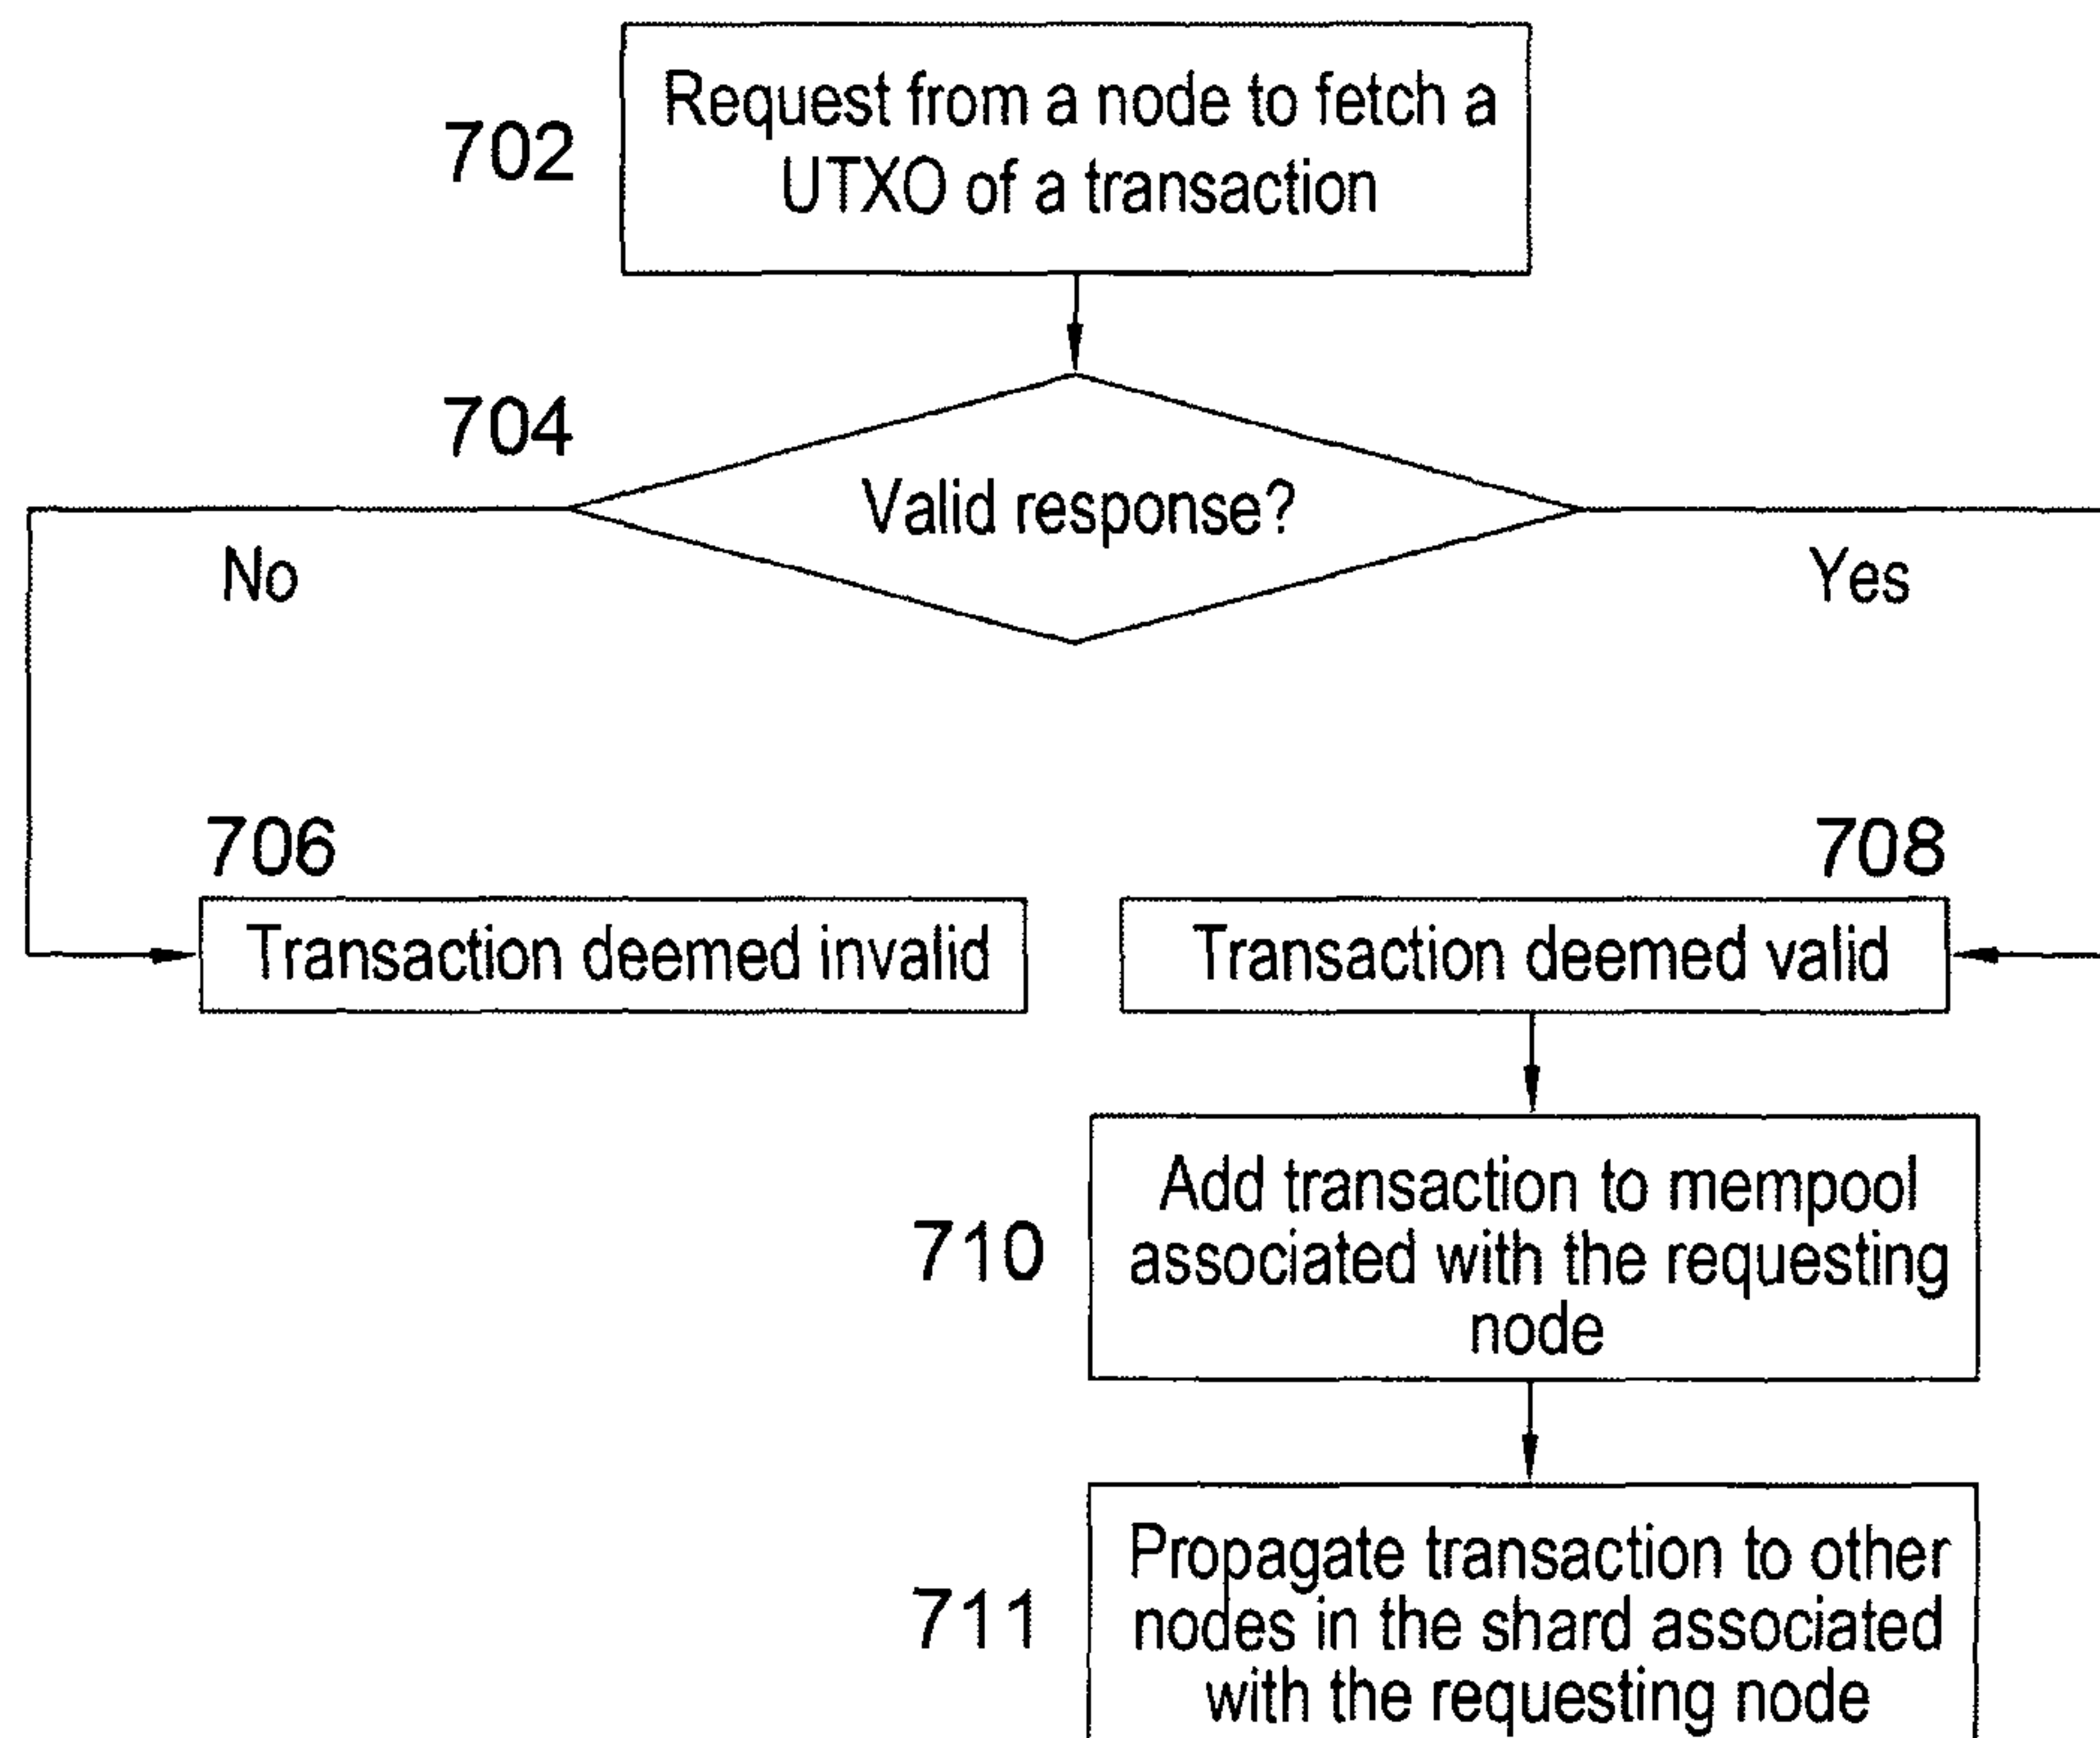 Request from a node to fetch a
702
UTXO of a transaction
704
Valid response?
No
Yes
706
708
Transaction deemed invalid
Transaction deemed valid
Add transaction to mempool
710
associated with the requesting
node
Propagate transaction to other
711
nodes in the shard associated
with the requesting node